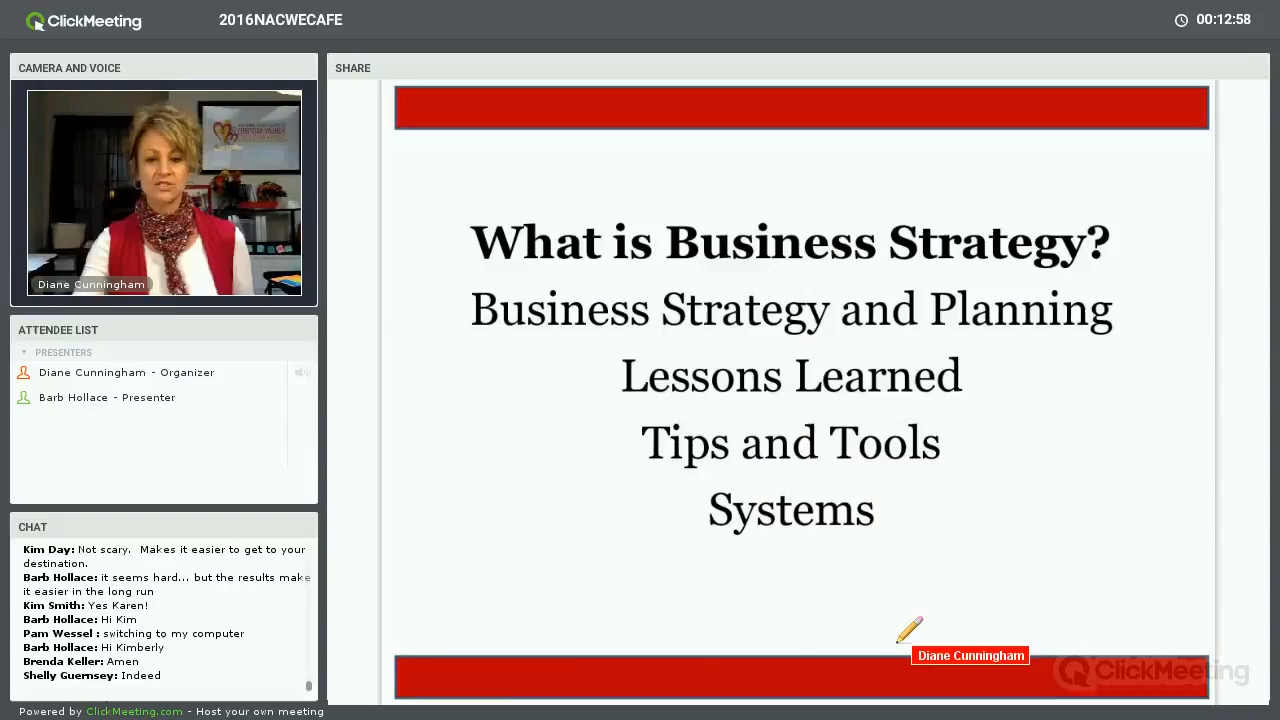 ClickMeeting
2016NACWECAFE
00:12:58
CAMERA AND VOICE
CHRISTIAN WOMEN
Diane Cunningham
ATTENDEE LIST
PRESENTERS
Diane Cunningham - Organizer
Barb Hollace - Presenter
CHAT
Kim Day: Not scary. Makes it easier to get to your
destination.
Barb Hollace: it seems hard... but the results make
it easier in the long run
Kim Smith: Yes Karen!
Barb Hollace: Hi Kim
Pam Wessel : switching to my computer
Barb Hollace: Hi Kimberly
Brenda Keller: Amen
Shelly Guernsey: Indeed
SHARE
What is Business Strategy?
Business Strategy and Planning
Lessons Learned
Tips and Tools
Systems
Diane Cunningham
ClickMeeting
Powered by ClickMeeting.com - Host your own meeting